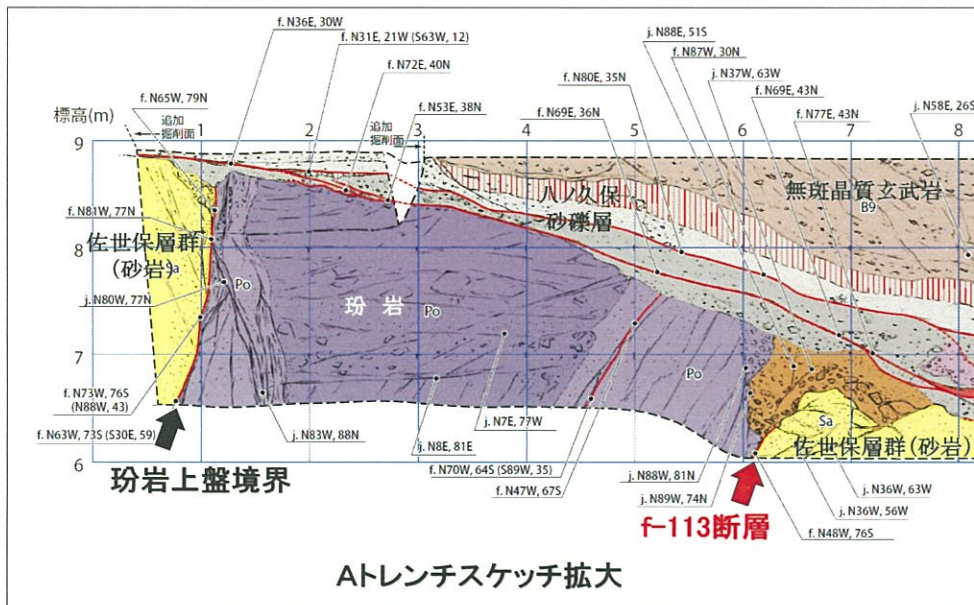 f. N36E, 30W
f. N31E, 21W (S63W, 12)
f. N72E, 40N
f. N53E, 38N
f. N65W, 79N
j. N88E, 51S
f. N87W, 30N
j. N37W, 63W
f. N80E, 35N
f. N69E, 43N
f. N69E, 36N
f. N77E, 43N
j. N58E, 26S
標高(m)
追加
掘削面
追加
掘削面
9
1
2
3
4
5
6
7
8
無斑晶質玄武岩
B9
八ノ久保
砂礫層
f. N81W, 77N
8
佐世保層群
(砂岩)
Sa
j. N80W, 77N
Po
玢岩
Po
7
Po
f. N73W, 76S
(N88W, 43)
f. N63W, 73S (S30E, 59)
j. N83W, 88N
j. N8E, 81E
j. N7E, 77W
f. N70W, 64S (S89W, 35)
f. N47W, 67S
j. N88W, 81N
j. N89W, 74N
Sa
佐世保層群(砂岩)
6
j. N36W, 63W
j. N36W, 56W
f. N48W, 76S
玢岩上盤境界
f-113断層
Aトレンチスケッチ拡大